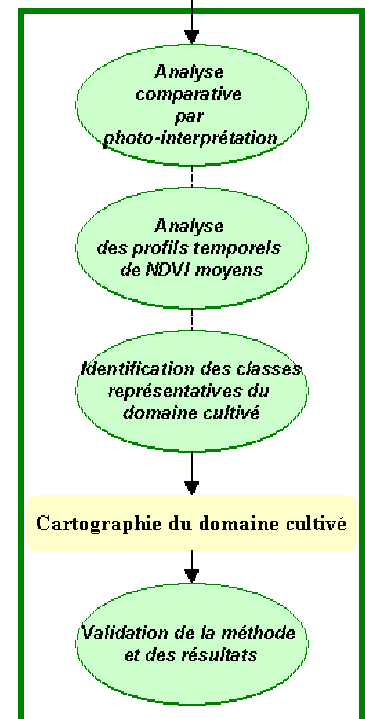 Analyse
comparative
par
photo-interprétation
Analyse
des profils temporels
de NDVI moyens
Identification des classes
représentatives du
domaine cultivé
Cartographie du domaine cultivé
Validation de la méthode
et des résultats